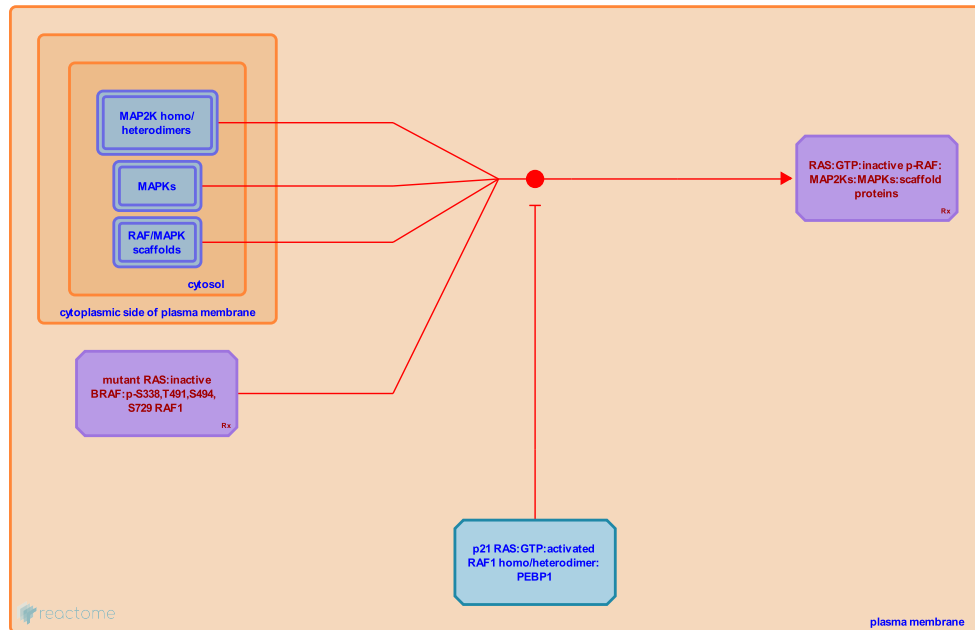 MAP2K homo/
heterodimers
MAPKs
RAF/MAPK
scaffolds
cytosol
cytoplasmic side of plasma membrane
RAS:GTP:inactive p-RAF:
MAP2Ks:MAPKs:scaffold
proteins
Rx
mutant RAS:inactive
BRAF:p-S338,T491,S494,
S729 RAF1
Rx
p21 RAS:GTP:activated
RAF1 homo/heterodimer:
PEBP1
reactome
plasma membrane